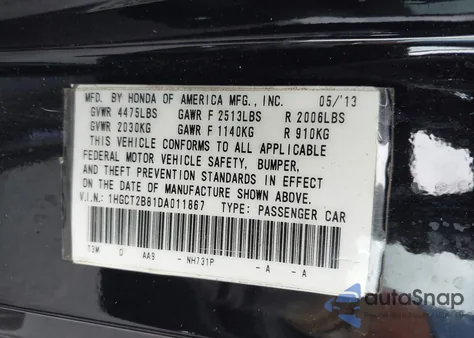 MFD. BY HONDA OF AMERICA MFG., INC. 05/'13
GVWR 4475LBS GAWR F 2513LBS R 2006LBS
GVWR 2030KG GAWR F 1140KG R 910KG
THIS VEHICLE CONFORMS TO ALL APPLICABLE
FEDERAL MOTOR VEHICLE SAFETY, BUMPER,
AND THEFT PREVENTION STANDARDS IN EFFECT
ON THE DATE OF MANUFACTURE SHOWN ABOVE.
V.I.N.: 1HGCT2B81DA011867 TYPE: PASSENGER CAR
D AA9 - NH731P - A - A
autoSnap